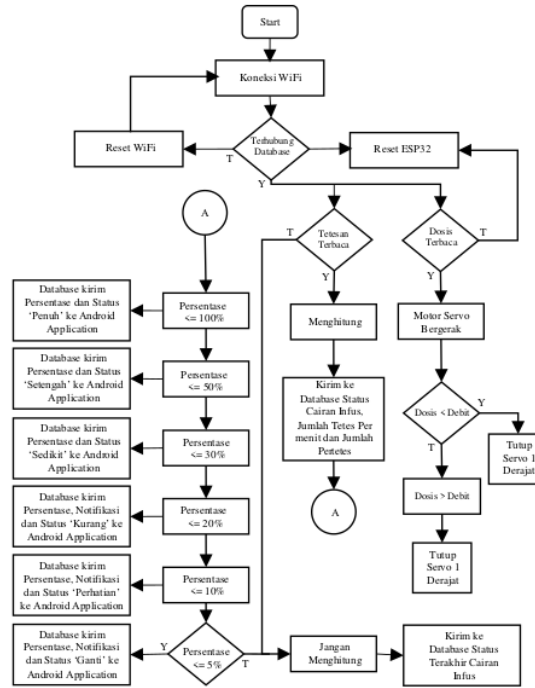 Start
Koneksi WiFi
Terhubung
Database
Reset WiFi
T
Reset ESP32
Y
A
T
Tetesan
Terbaca
Y
Dosis
Terbaca
T
Y
Database kirim
Persentase dan Status
'Penuh' ke Android
Application
Persentase
<= 100%
Menghitung
Motor Servo
Bergerak
Database kirim
Persentase dan Status
'Setengah' ke Android
Application
Persentase
<= 50%
Kirim ke
Database Status
Cairan Infus,
Jumlah Tetes Per
menit dan Jumlah
Pertetes
Dosis < Debit
Y
T
Tutup
Servo 1
Derajat
Database kirim
Persentase dan Status
'Sedikit' ke Android
Application
Persentase
<= 30%
A
Dosis > Debit
Database kirim
Persentase, Notifikasi
dan Status 'Kurang' ke
Android Application
Persentase
<= 20%
Tutup
Servo 1
Derajat
Database kirim
Persentase, Notifikasi
dan Status 'Perhatian'
ke Android Application
Persentase
<= 10%
Database kirim
Persentase, Notifikasi
dan Status 'Ganti' ke
Android Application
Y
Persentase
<= 5%
T
Jangan
Menghitung
Kirim ke
Database Status
Terakhir Cairan
Infus